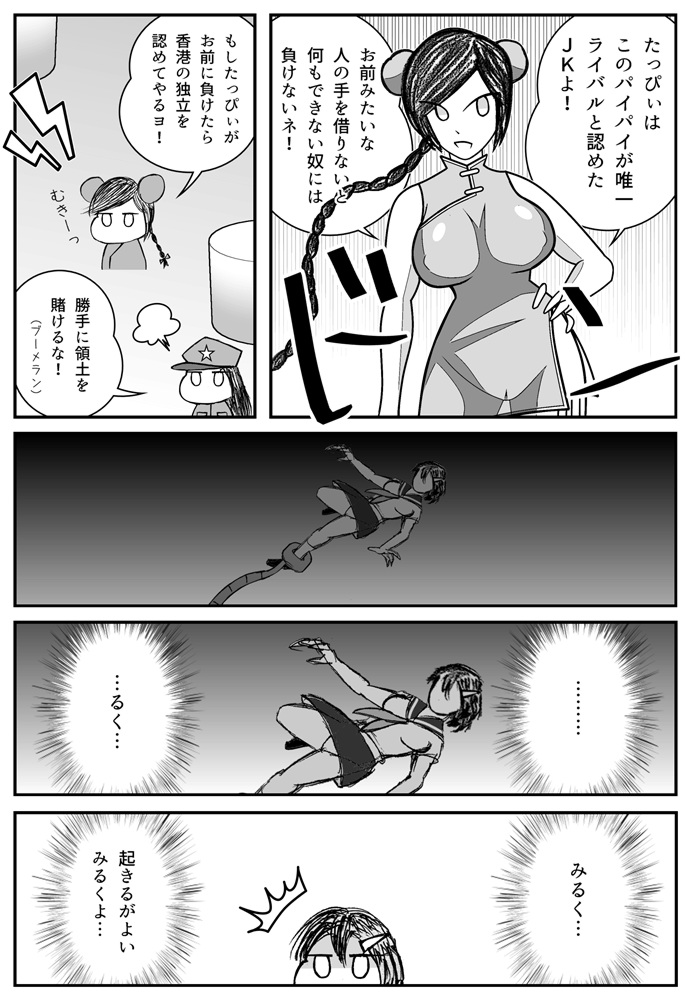 たっぴぃは
このパイパイが唯一
ライバルと認めた
ＪＫよ！
お前みたいな
人の手を借りないと
何もできない奴には
負けないネ！
ドン
もしたっぴぃが
お前に負けたら
香港の独立を
認めてやるヨ！
むきーっ
勝手に領土を
賭けるな！
（ブーメラン）
………
…るく…
みるく…
起きるがよい
みるくよ…